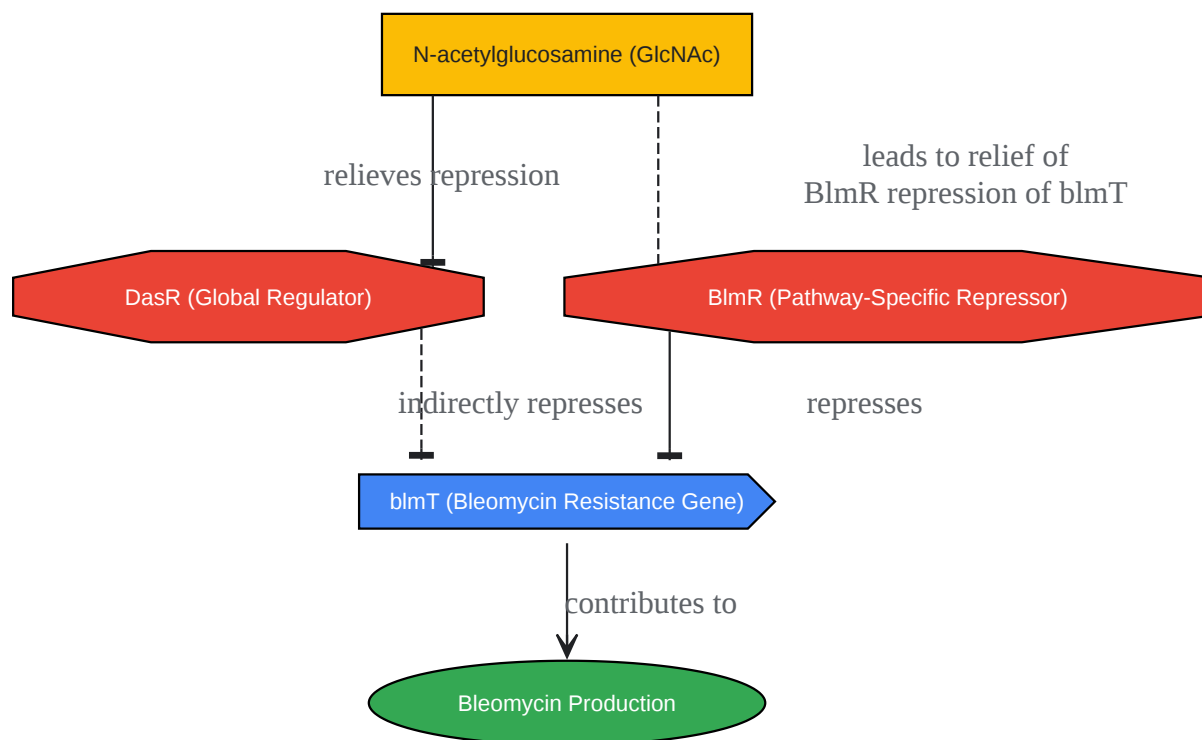 N-acetylglucosamine (GlcNAc)
relieves repression
leads to relief of
BlmR repression of blmT
DasR (Global Regulator)
BlmR (Pathway-Specific Repressor)
indirectly represses
represses
blmT (Bleomycin Resistance Gene)
contributes to
Bleomycin Production